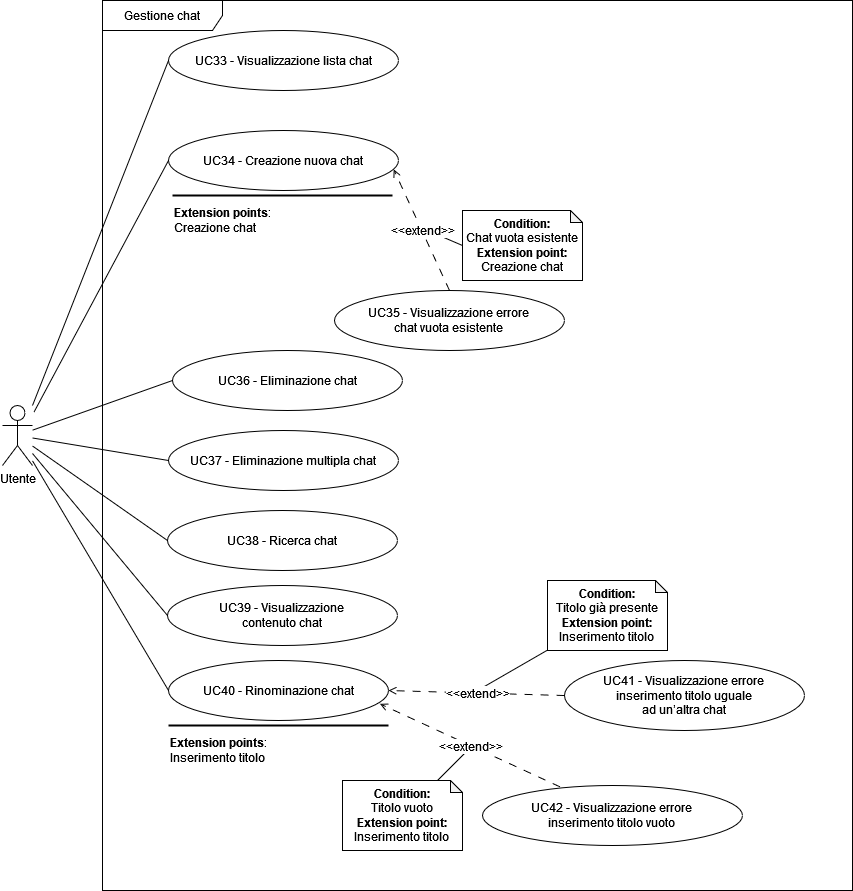 Gestione chat
UC33 - Visualizzazione lista chat
UC34 - Creazione nuova chat
Extension points:
Creazione chat
<<extend>>
Condition:
Chat vuota esistente
Extension point:
Creazione chat
UC35 - Visualizzazione errore
chat vuota esistente
UC36 - Eliminazione chat
UC37 - Eliminazione multipla chat
Utente
UC38 - Ricerca chat
UC39 - Visualizzazione
contenuto chat
Condition:
Titolo già presente
Extension point:
Inserimento titolo
UC40 - Rinominazione chat
<<extend>>
UC41 - Visualizzazione errore
inserimento titolo uguale
ad un'altra chat
Extension points:
Inserimento titolo
<<extend>>
Condition:
Titolo vuoto
Extension point:
Inserimento titolo
UC42 - Visualizzazione errore
inserimento titolo vuoto